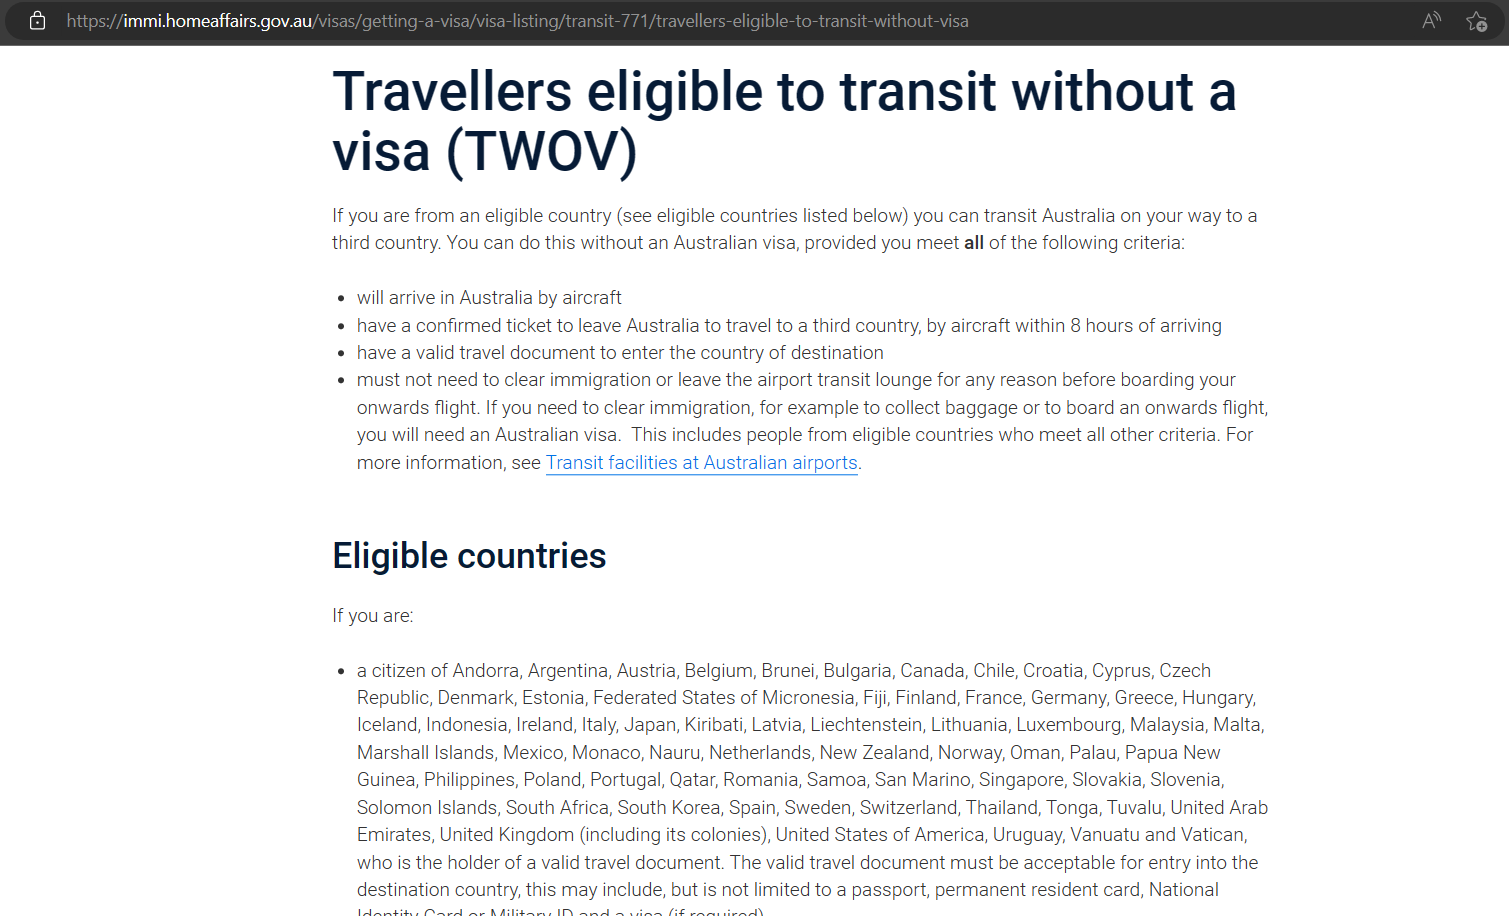 https://immi.homeaffairs.gov.au/visas/getting-a-visa/visa-listing/transit-771/travellers-eligible-to-transit-without-visa
Travellers eligible to transit without a
visa (TWOV)
If you are from an eligible country (see eligible countries listed below) you can transit Australia on your way to a
third country. You can do this without an Australian visa, provided you meet all of the following criteria:
• will arrive in Australia by aircraft
• have a confirmed ticket to leave Australia to travel to a third country, by aircraft within 8 hours of arriving
• have a valid travel document to enter the country of destination
• must not need to clear immigration or leave the airport transit lounge for any reason before boarding your
onwards flight. If you need to clear immigration, for example to collect baggage or to board an onwards flight,
you will need an Australian visa.  This includes people from eligible countries who meet all other criteria. For
more information, see Transit facilities at Australian airports.
Eligible countries
If you are:
• a citizen of Andorra, Argentina, Austria, Belgium, Brunei, Bulgaria, Canada, Chile, Croatia, Cyprus, Czech
Republic, Denmark, Estonia, Federated States of Micronesia, Fiji, Finland, France, Germany, Greece, Hungary,
Iceland, Indonesia, Ireland, Italy, Japan, Kiribati, Latvia, Liechtenstein, Lithuania, Luxembourg, Malaysia, Malta,
Marshall Islands, Mexico, Monaco, Nauru, Netherlands, New Zealand, Norway, Oman, Palau, Papua New
Guinea, Philippines, Poland, Portugal, Qatar, Romania, Samoa, San Marino, Singapore, Slovakia, Slovenia,
Solomon Islands, South Africa, South Korea, Spain, Sweden, Switzerland, Thailand, Tonga, Tuvalu, United Arab
Emirates, United Kingdom (including its colonies), United States of America, Uruguay, Vanuatu and Vatican,
who is the holder of a valid travel document. The valid travel document must be acceptable for entry into the
destination country, this may include, but is not limited to a passport, permanent resident card, National
Identity Card or Military ID and a visa (if required)